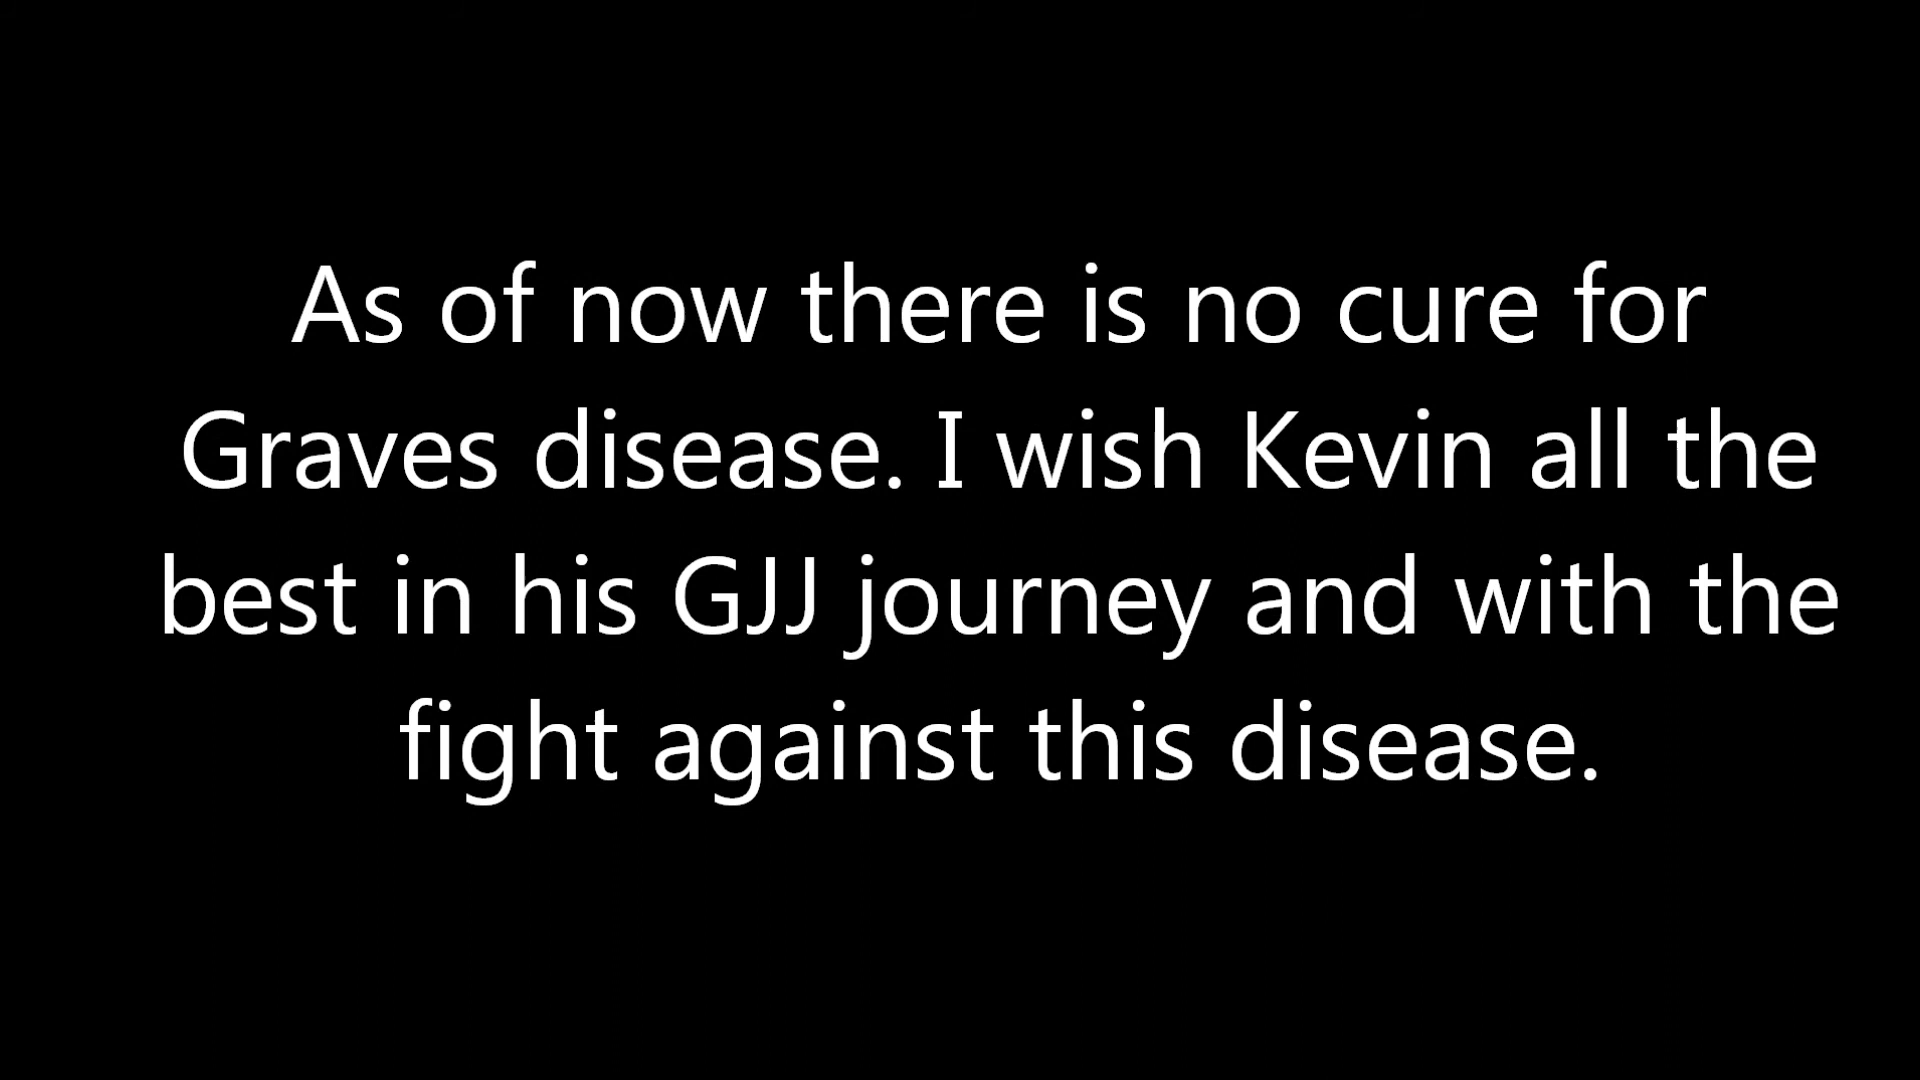 As of now there is no cure for
Graves disease. I wish Kevin all the
best in his GJJ journey and with the
fight against this disease.